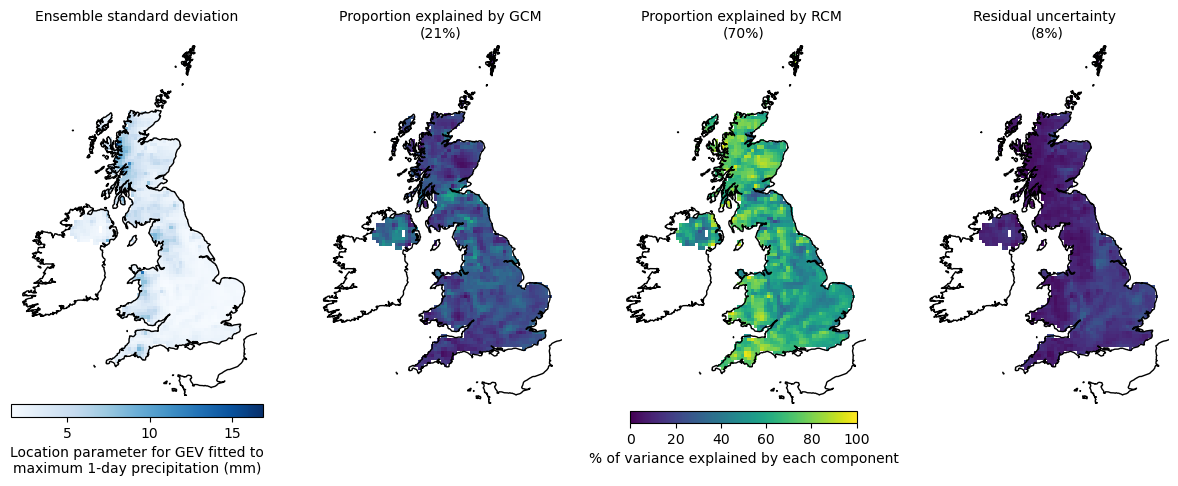 Ensemble standard deviation
Proportion explained by GCM
(21%)
Proportion explained by RCM
(70%)
Residual uncertainty
(8%)
5 10 15
Location parameter for GEV fitted to
maximum 1-day precipitation (mm)
0 20 40 60 80 100
% of variance explained by each component